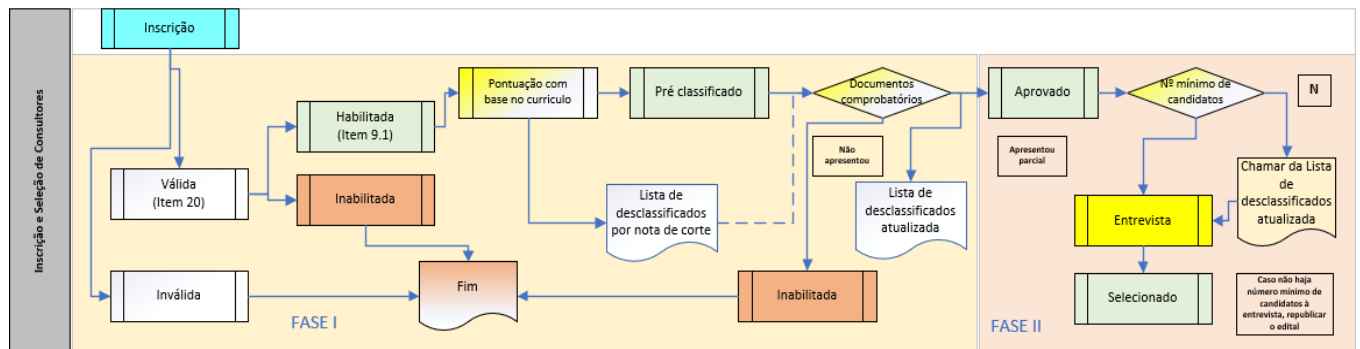 Inscrição e Seleção de Consultores
Inscrição
Válida
(Item 20)
Inválida
Habilitada
(Item 9.1)
Inabilitada
Pontuação com
base no curriculo
Pré classificado
Documentos
comprobatórios
Não
apresentou
Lista de
desclassificados
por nota de corte
Lista de
desclassificados
atualizada
Fim
Inabilitada
FASE I
Aprovado
Nº mínimo de
candidatos
N
Apresentou
parcial
Chamar da Lista
de
desclassificados
atualizada
Entrevista
Selecionado
Caso não haja
número mínimo de
candidatos à
entrevista, republicar
o edital
FASE II